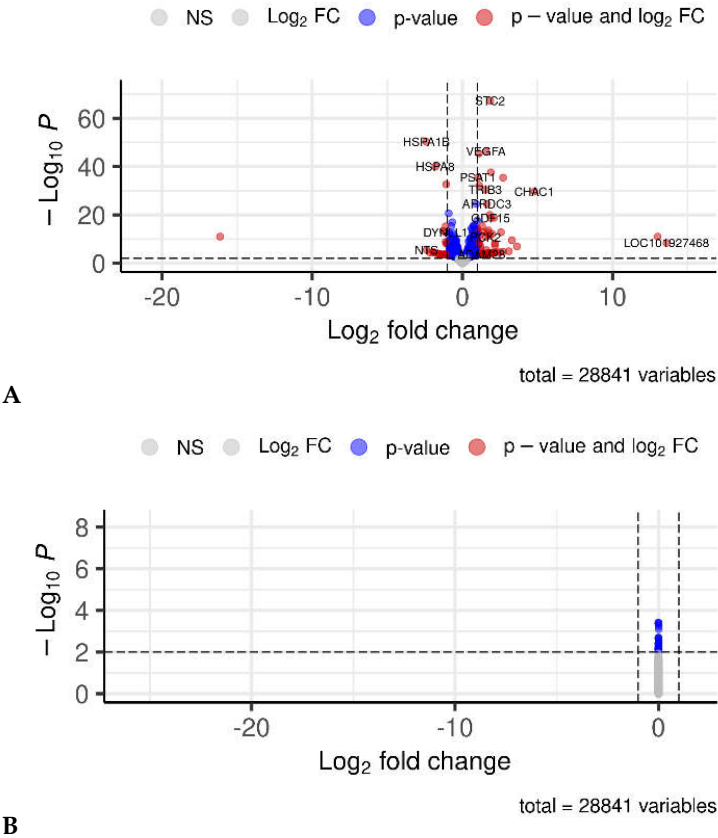 NS Log2 FC p-value p − value and log2 FC
− Log10 P
60
40
20
0
STC2
HSPA1B
VEGFA
HSPA8
PSAT1
TRIB3
CHAC1
ARRDC3
GDF15
LOC101927468
NTS
-20 -10 0 10
Log2 fold change
total = 28841 variables
A
NS Log2 FC p-value p − value and log2 FC
− Log10 P
8
6
4
2
0
-20 -10 0
Log2 fold change
total = 28841 variables
B